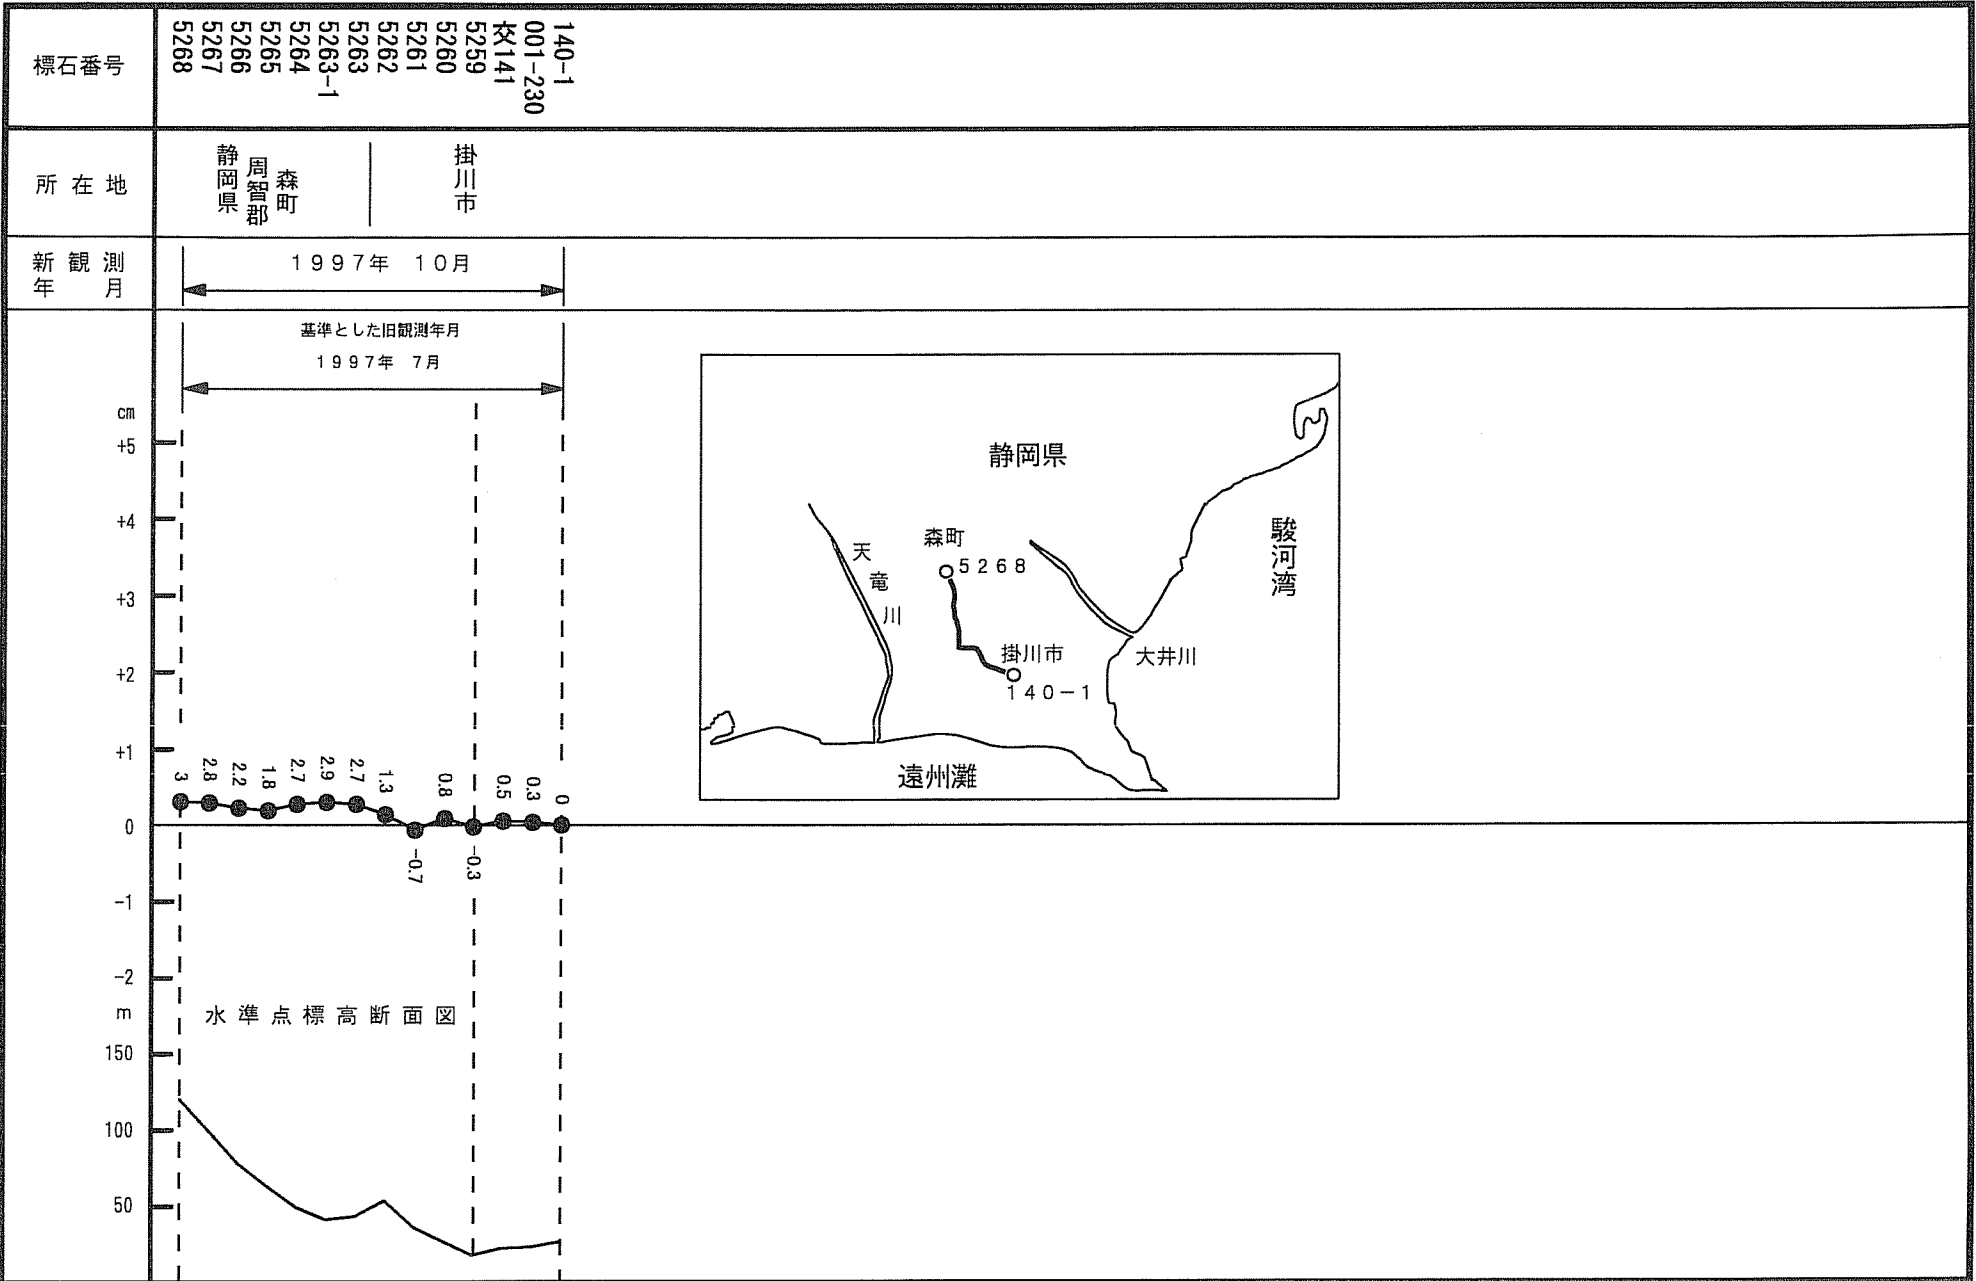 標石番号
5268
5267
5266
5265
5264
5263-1
5263
5262
5261
5260
5259
交141
001-230
140-1
所在地
静岡県
周智郡
森町
掛川市
新観測
年月
1997年 10月
基準とした旧観測年月
1997年 7月
cm
+5
+4
+3
+2
+1
0
-1
-2
3
2.8
2.2
1.8
2.7
2.9
2.7
1.3
-0.7
0.8
-0.3
0.5
0.3
0
m
水準点標高断面図
150
100
50
静岡県
駿河湾
森町
5268
天竜川
掛川市
140-1
大井川
遠州灘